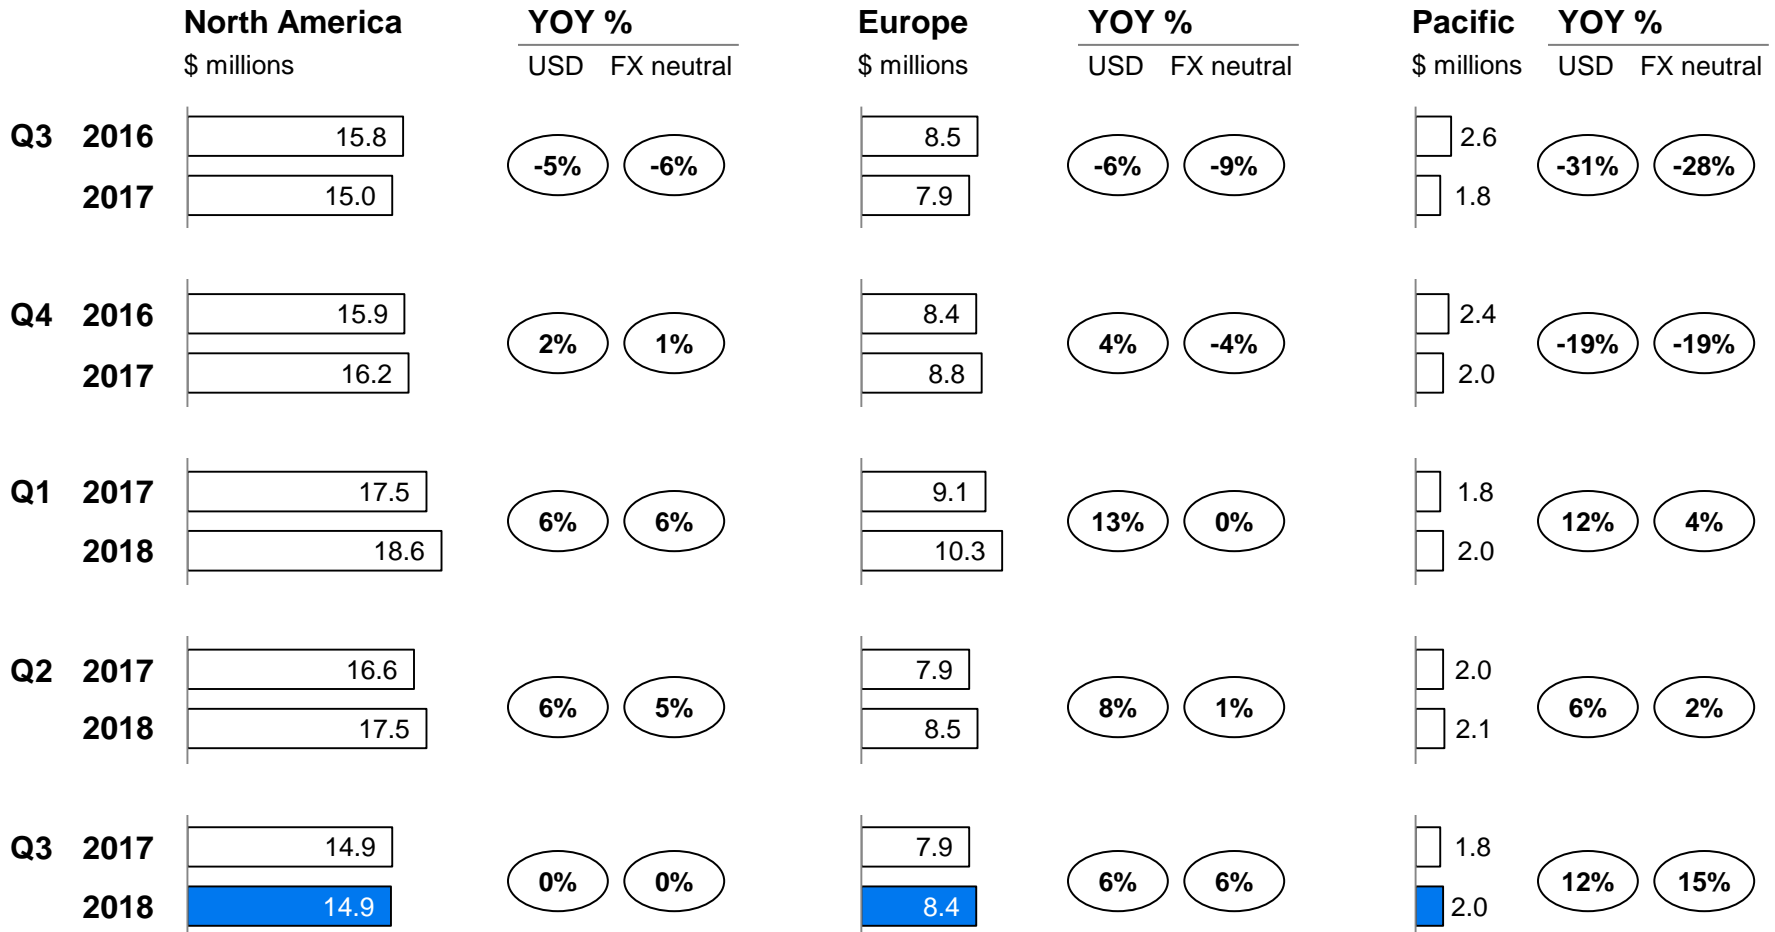 North America YOY % Europe YOY % Pacific YOY %
$ millions USD FX neutral $ millions USD FX neutral $ millions USD FX neutral
Q3 2016 15.8 8.5 2.6
-5% -6% -6% -9% -31% -28%
2017 15.0 7.9 1.8
Q4 2016 15.9 8.4 2.4
2% 1% 4% -4% -19% -19%
2017 16.2 8.8 2.0
Q1 2017 17.5 9.1 1.8
6% 6% 13% 0% 12% 4%
2018 18.6 10.3 2.0
Q2 2017 16.6 7.9 2.0
6% 5% 8% 1% 6% 2%
2018 17.5 8.5 2.1
Q3 2017 14.9 7.9 1.8
0% 0% 6% 6% 12% 15%
2018 14.9 8.4 2.0